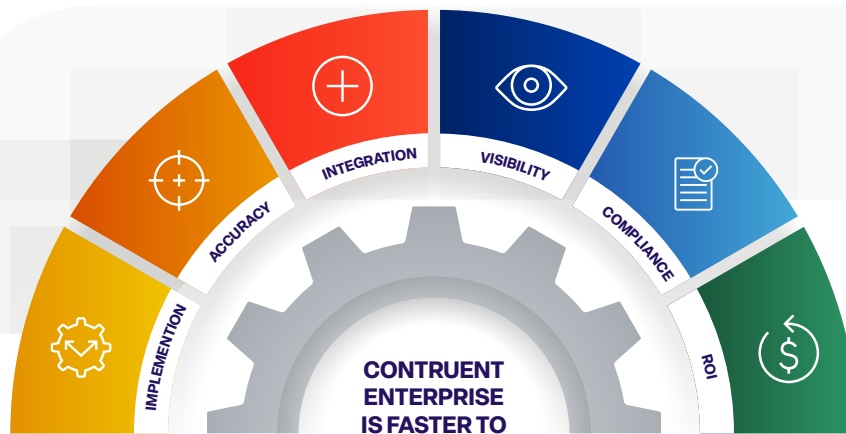 IMPLEMENTION
ACCURACY
INTEGRATION
VISIBILITY
COMPLIANCE
ROI
CONTRUENT
ENTERPRISE
IS FASTER TO